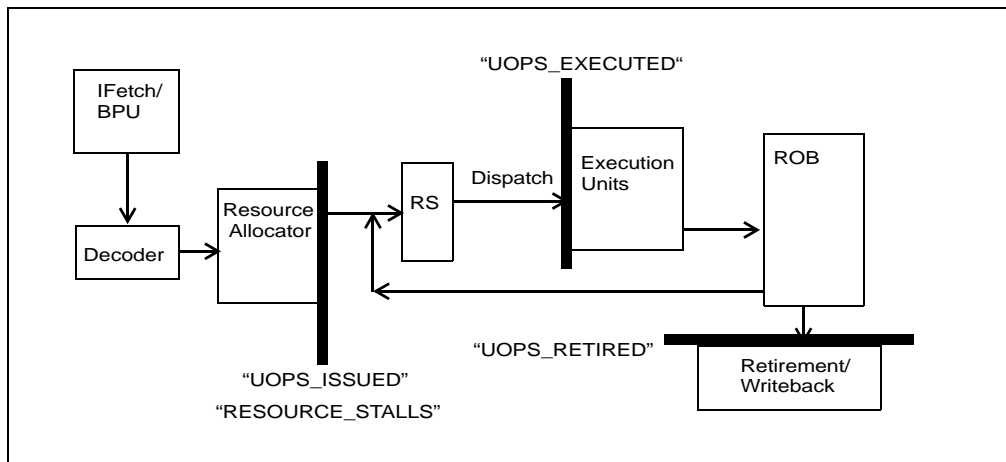 “UOPS_EXECUTED“
IFetch/
BPU
Execution
Units
ROB
Dispatch
RS
Resource
Allocator
Decoder
“UOPS_RETIRED”
Retirement/
Writeback
“UOPS_ISSUED”
“RESOURCE_STALLS”